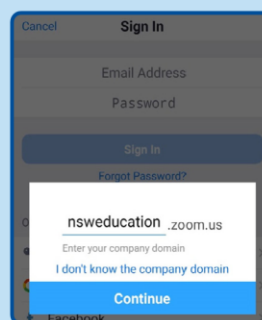 Cancel Sign In
Email Address
Password
Sign In
Forgot Password?
O
nsweducation .zoom.us
Enter your company domain
I don't know the company domain
Continue
Facebook